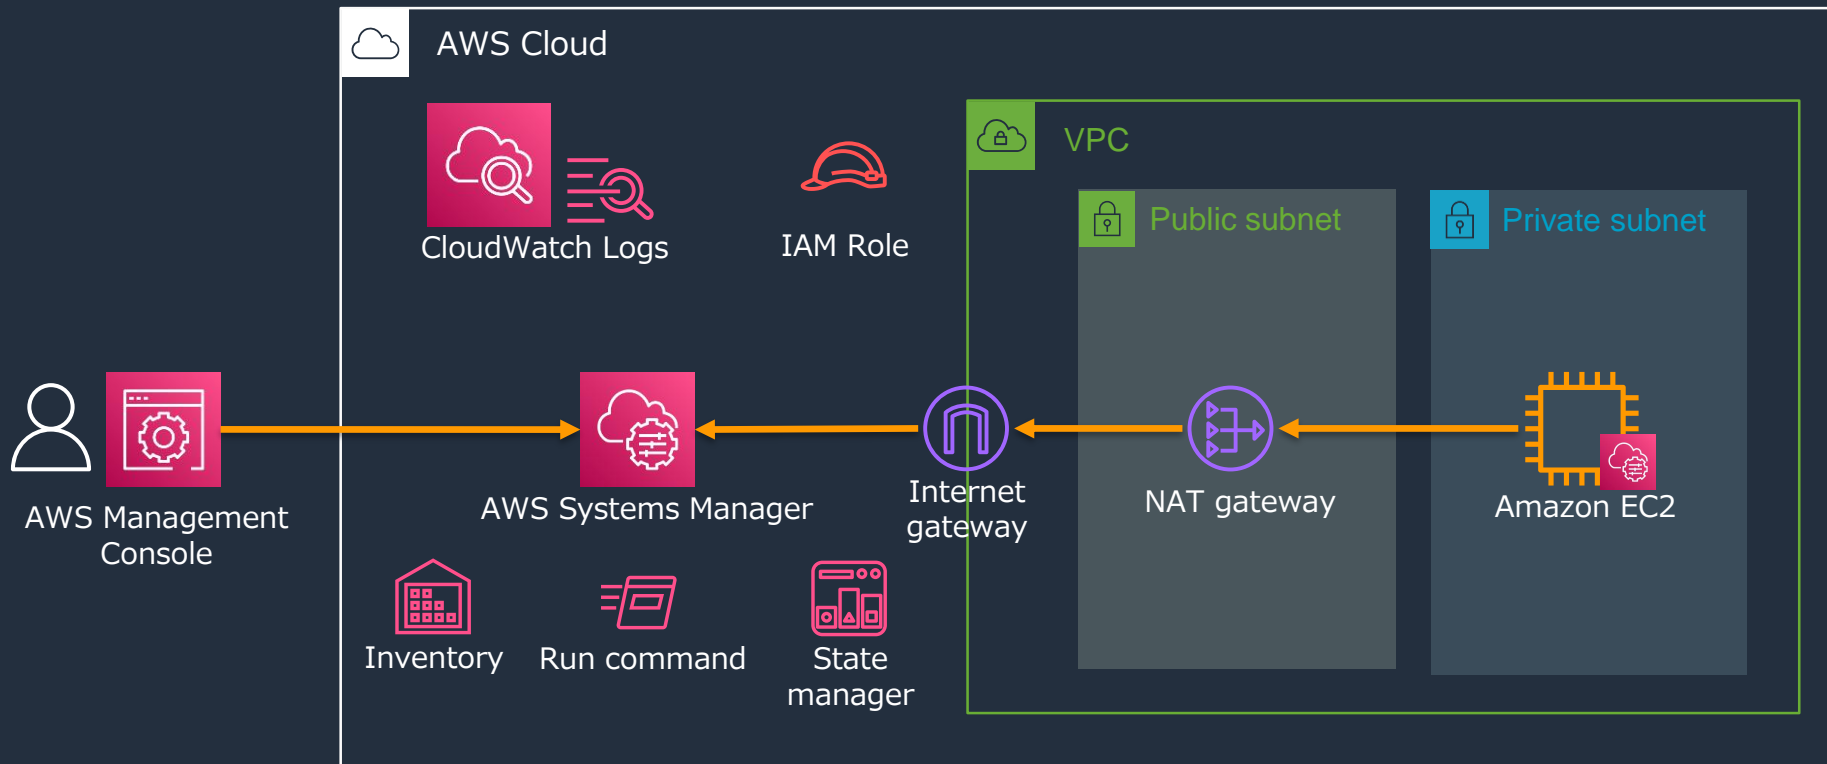 AWS Cloud
VPC
Public subnet
Private subnet
CloudWatch Logs
IAM Role
AWS Management
Console
AWS Systems Manager
Internet
gateway
NAT gateway
Amazon EC2
Inventory
Run command
State
manager